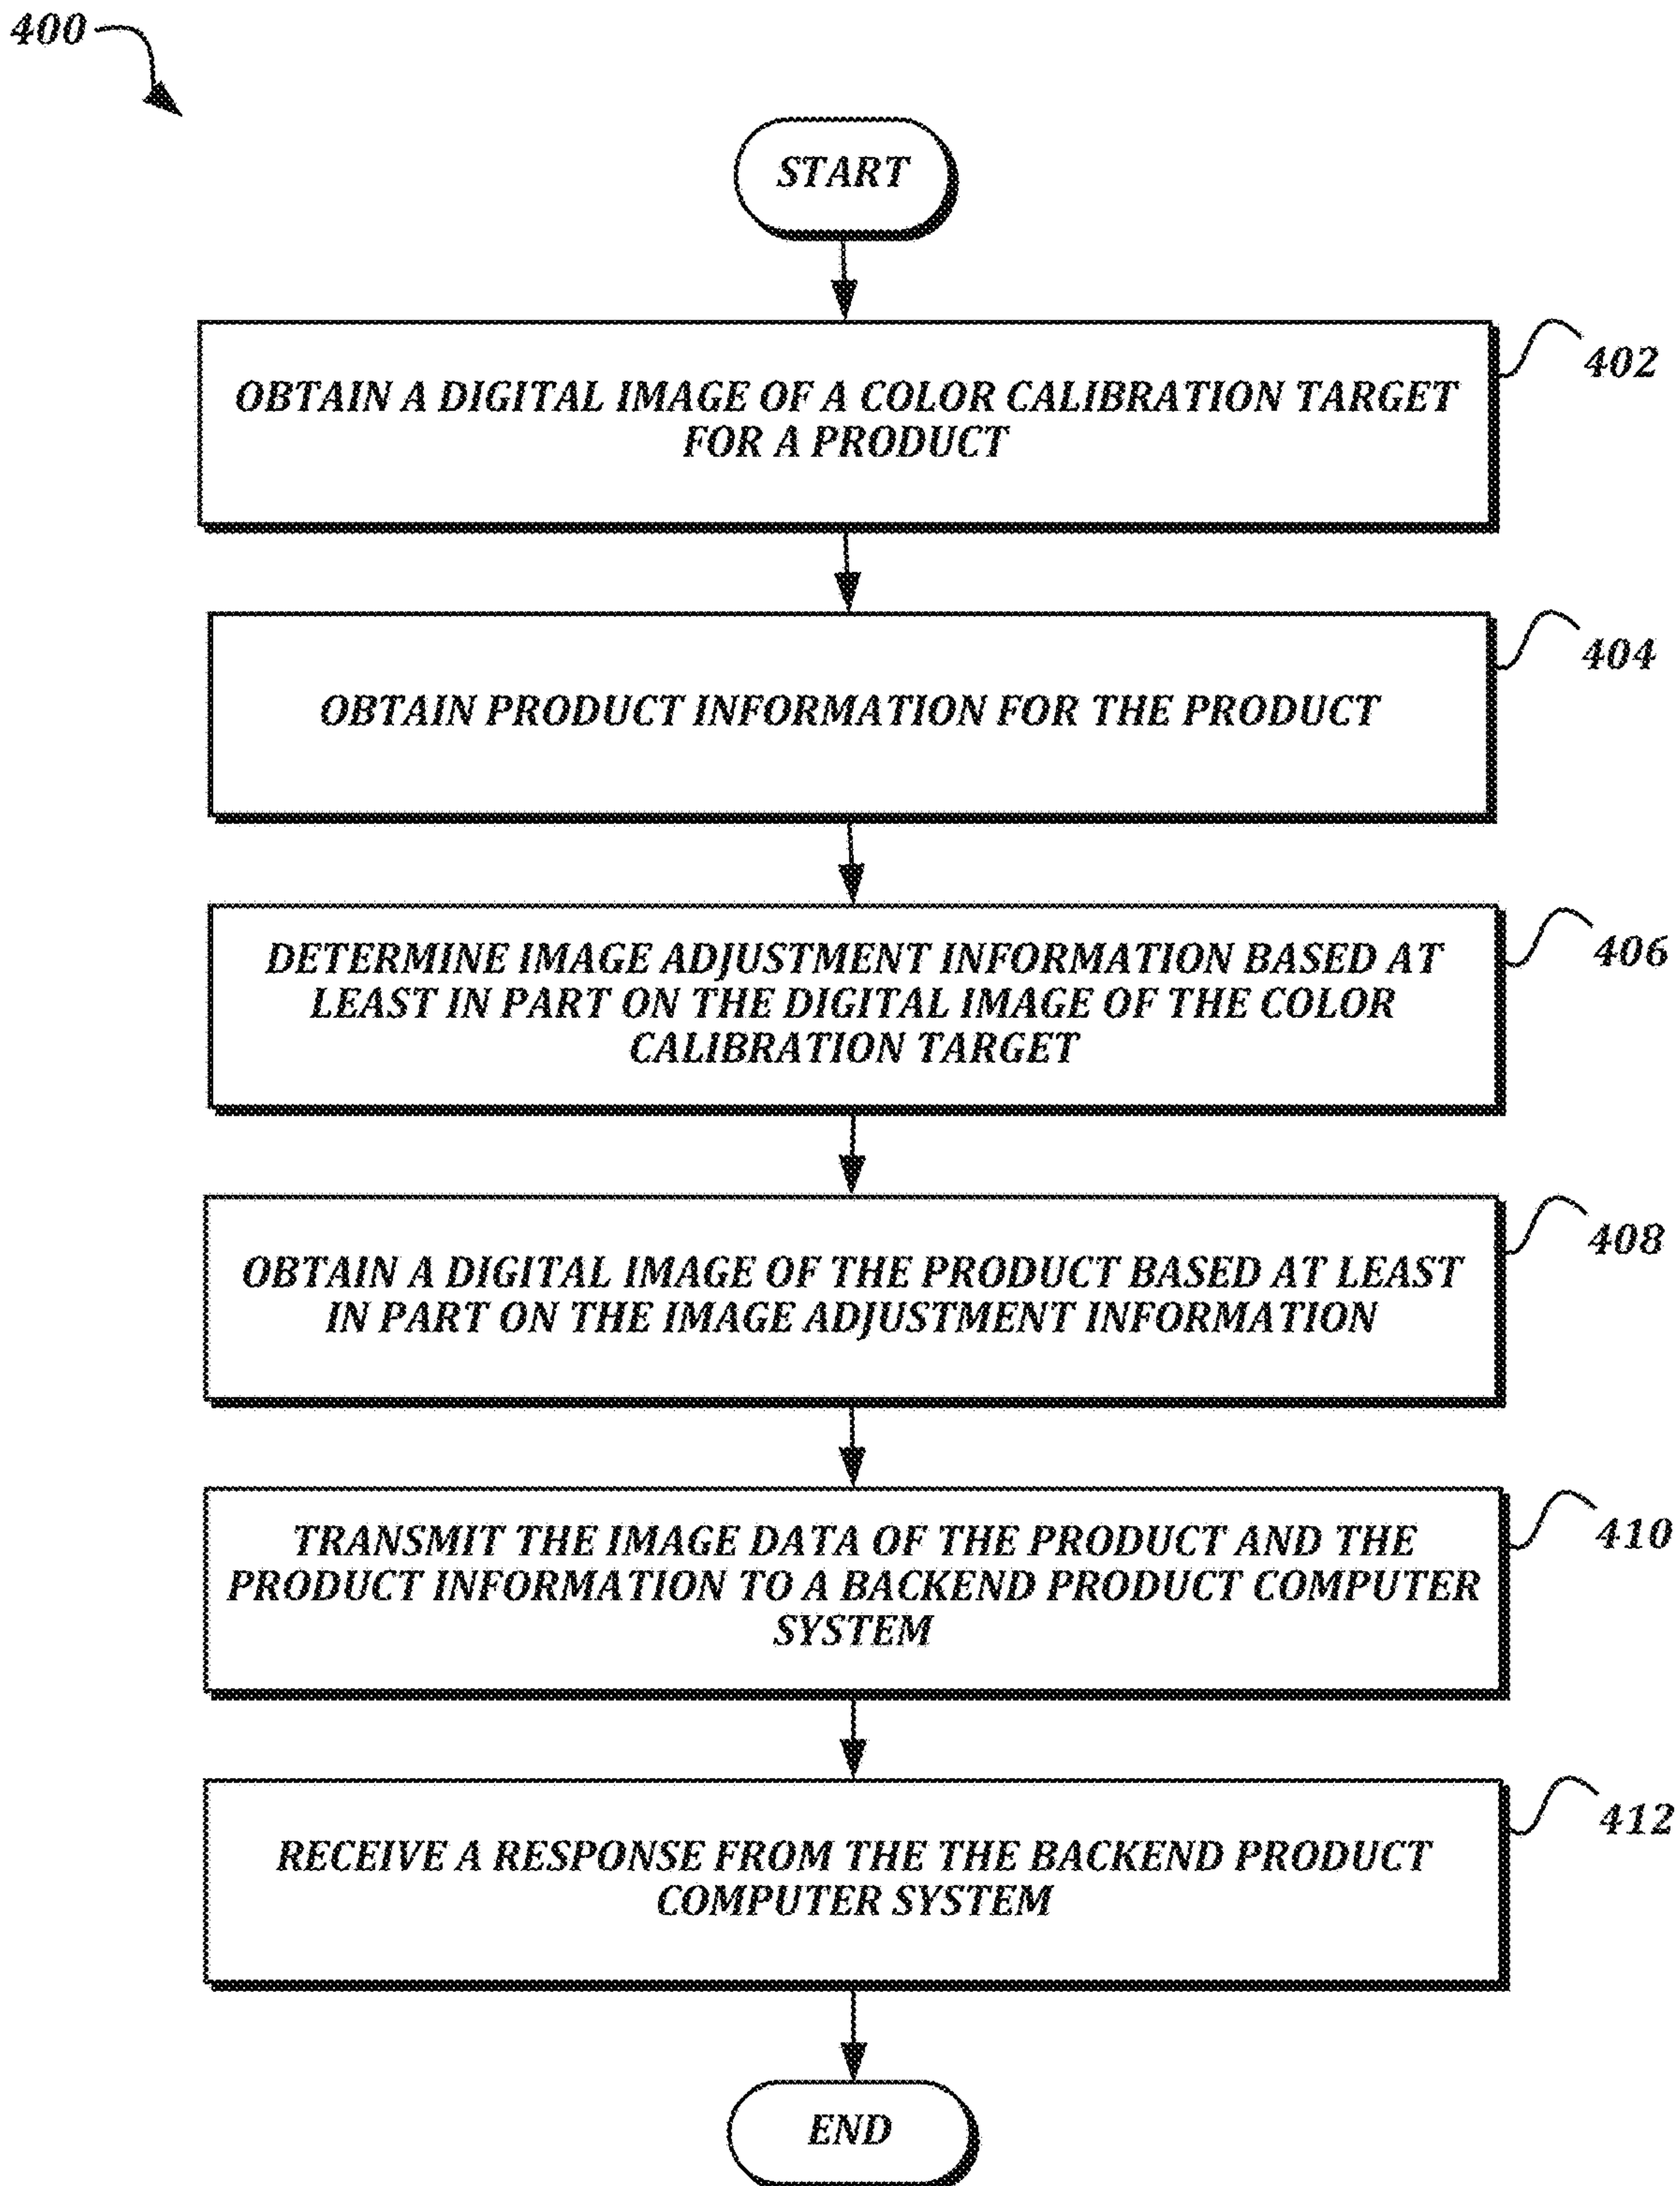 400
START
OBTAIN A DIGITAL IMAGE OF A COLOR CALIBRATION TARGET
FOR A PRODUCT
402
OBTAIN PRODUCT INFORMATION FOR THE PRODUCT
404
DETERMINE IMAGE ADJUSTMENT INFORMATION BASED AT
LEAST IN PART ON THE DIGITAL IMAGE OF THE COLOR
CALIBRATION TARGET
406
OBTAIN A DIGITAL IMAGE OF THE PRODUCT BASED AT LEAST
IN PART ON THE IMAGE ADJUSTMENT INFORMATION
408
TRANSMIT THE IMAGE DATA OF THE PRODUCT AND THE
PRODUCT INFORMATION TO A BACKEND PRODUCT COMPUTER
SYSTEM
410
RECEIVE A RESPONSE FROM THE THE BACKEND PRODUCT
COMPUTER SYSTEM
412
END